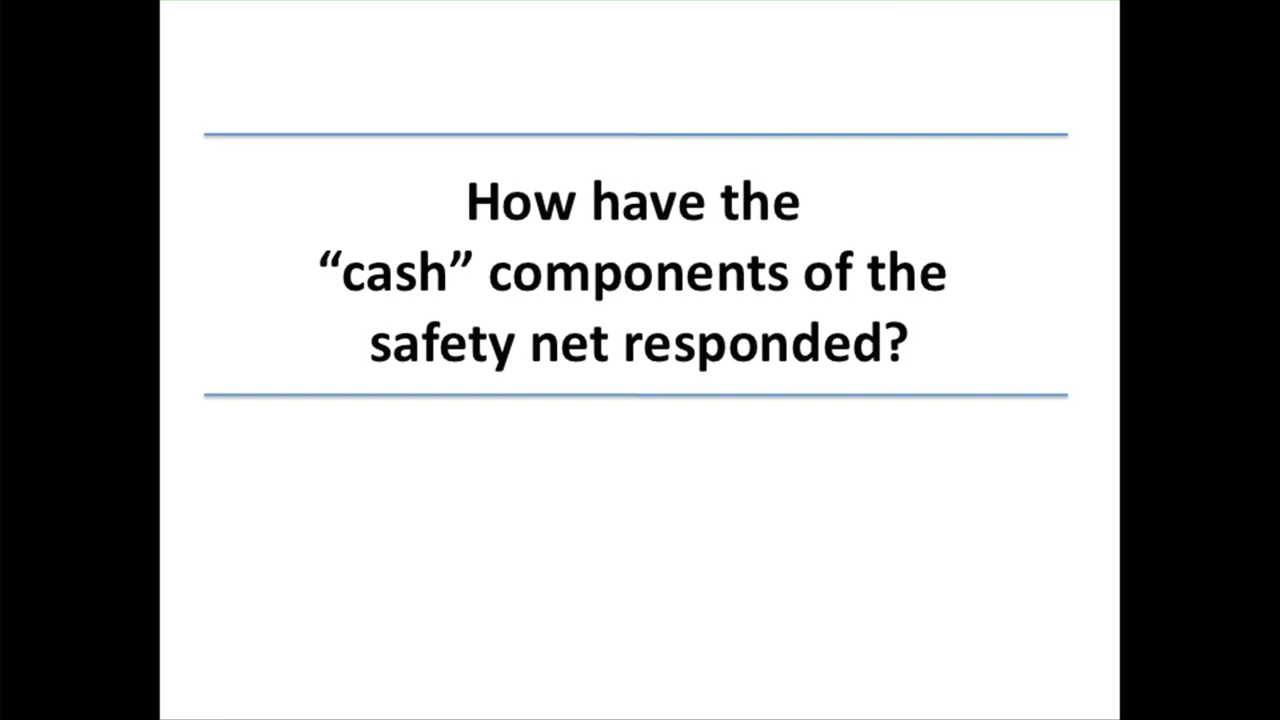 How have the
“cash” components of the
safety net responded?